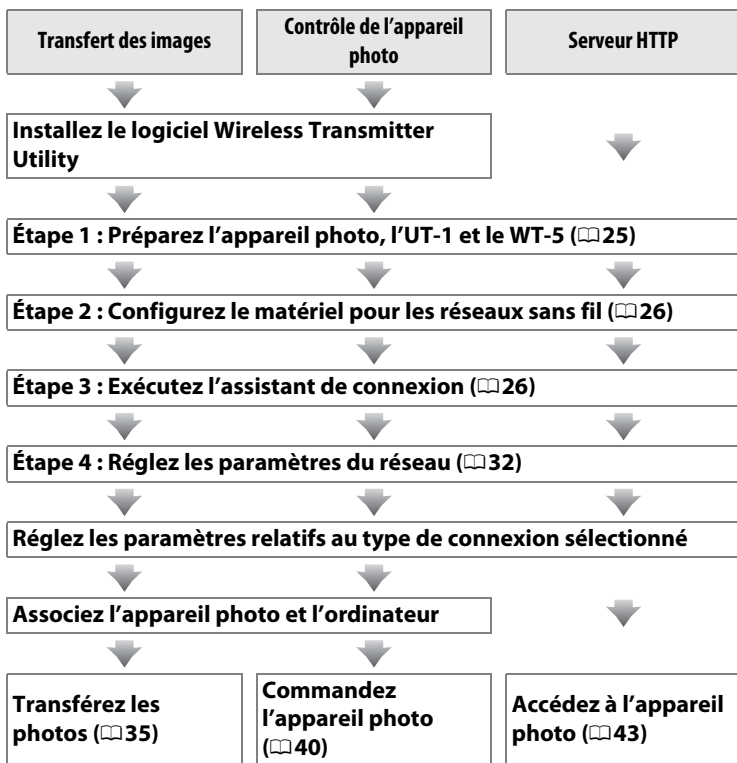 Transfert des images
Contrôle de l’appareil
photo
Serveur HTTP
Installez le logiciel Wireless Transmitter
Utility
Étape 1 : Préparez l’appareil photo, l’UT-1 et le WT-5 (📖25)
Étape 2 : Configurez le matériel pour les réseaux sans fil (📖26)
Étape 3 : Exécutez l’assistant de connexion (📖26)
Étape 4 : Réglez les paramètres du réseau (📖32)
Réglez les paramètres relatifs au type de connexion sélectionné
Associez l’appareil photo et l’ordinateur
Transférez les
photos (📖35)
Commandez
l’appareil photo
(📖40)
Accédez à l’appareil
photo (📖43)